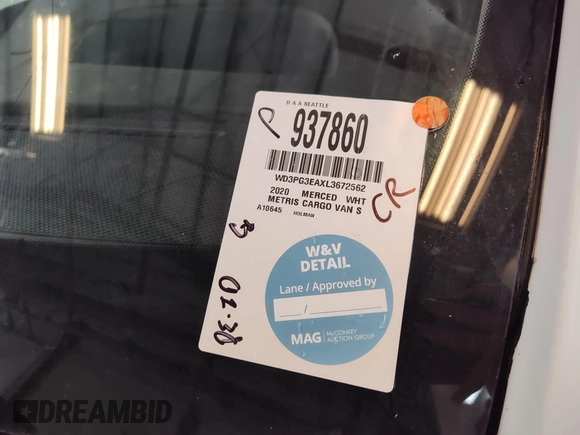 DAA SEATTLE
P
937860
WD3PG3EAXL3672562
2020 MERCED WHT
METRIS CARGO VAN S
A10645 HOLMAN
CR
W&V
DETAIL
Lane / Approved by
/
MAG MCCONKEY
AUCTION GROUP
DREAMBID